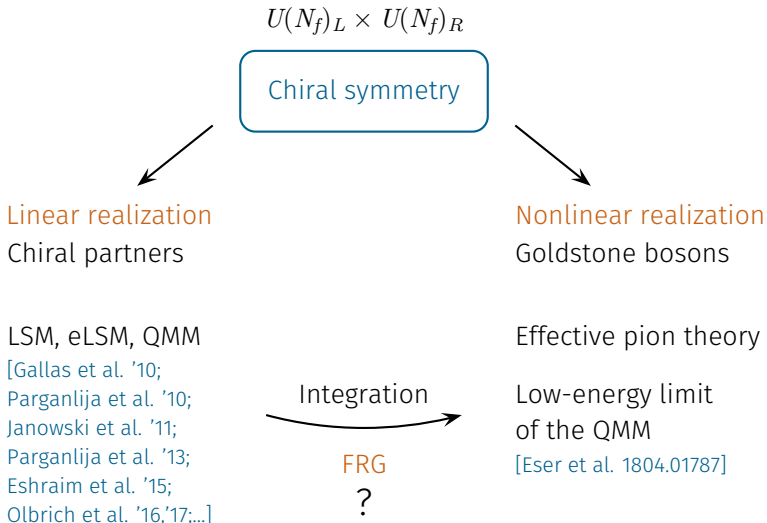 U(N_f)_L × U(N_f)_R
Chiral symmetry
Linear realization
Chiral partners
LSM, eLSM, QMM
[Gallas et al. ’10;
Parganlija et al. ’10;
Janowski et al. ’11;
Parganlija et al. ’13;
Eshraim et al. ’15;
Olbrich et al. ’16,’17;...]
Integration
FRG
?
Nonlinear realization
Goldstone bosons
Effective pion theory
Low-energy limit
of the QMM
[Eser et al. 1804.01787]